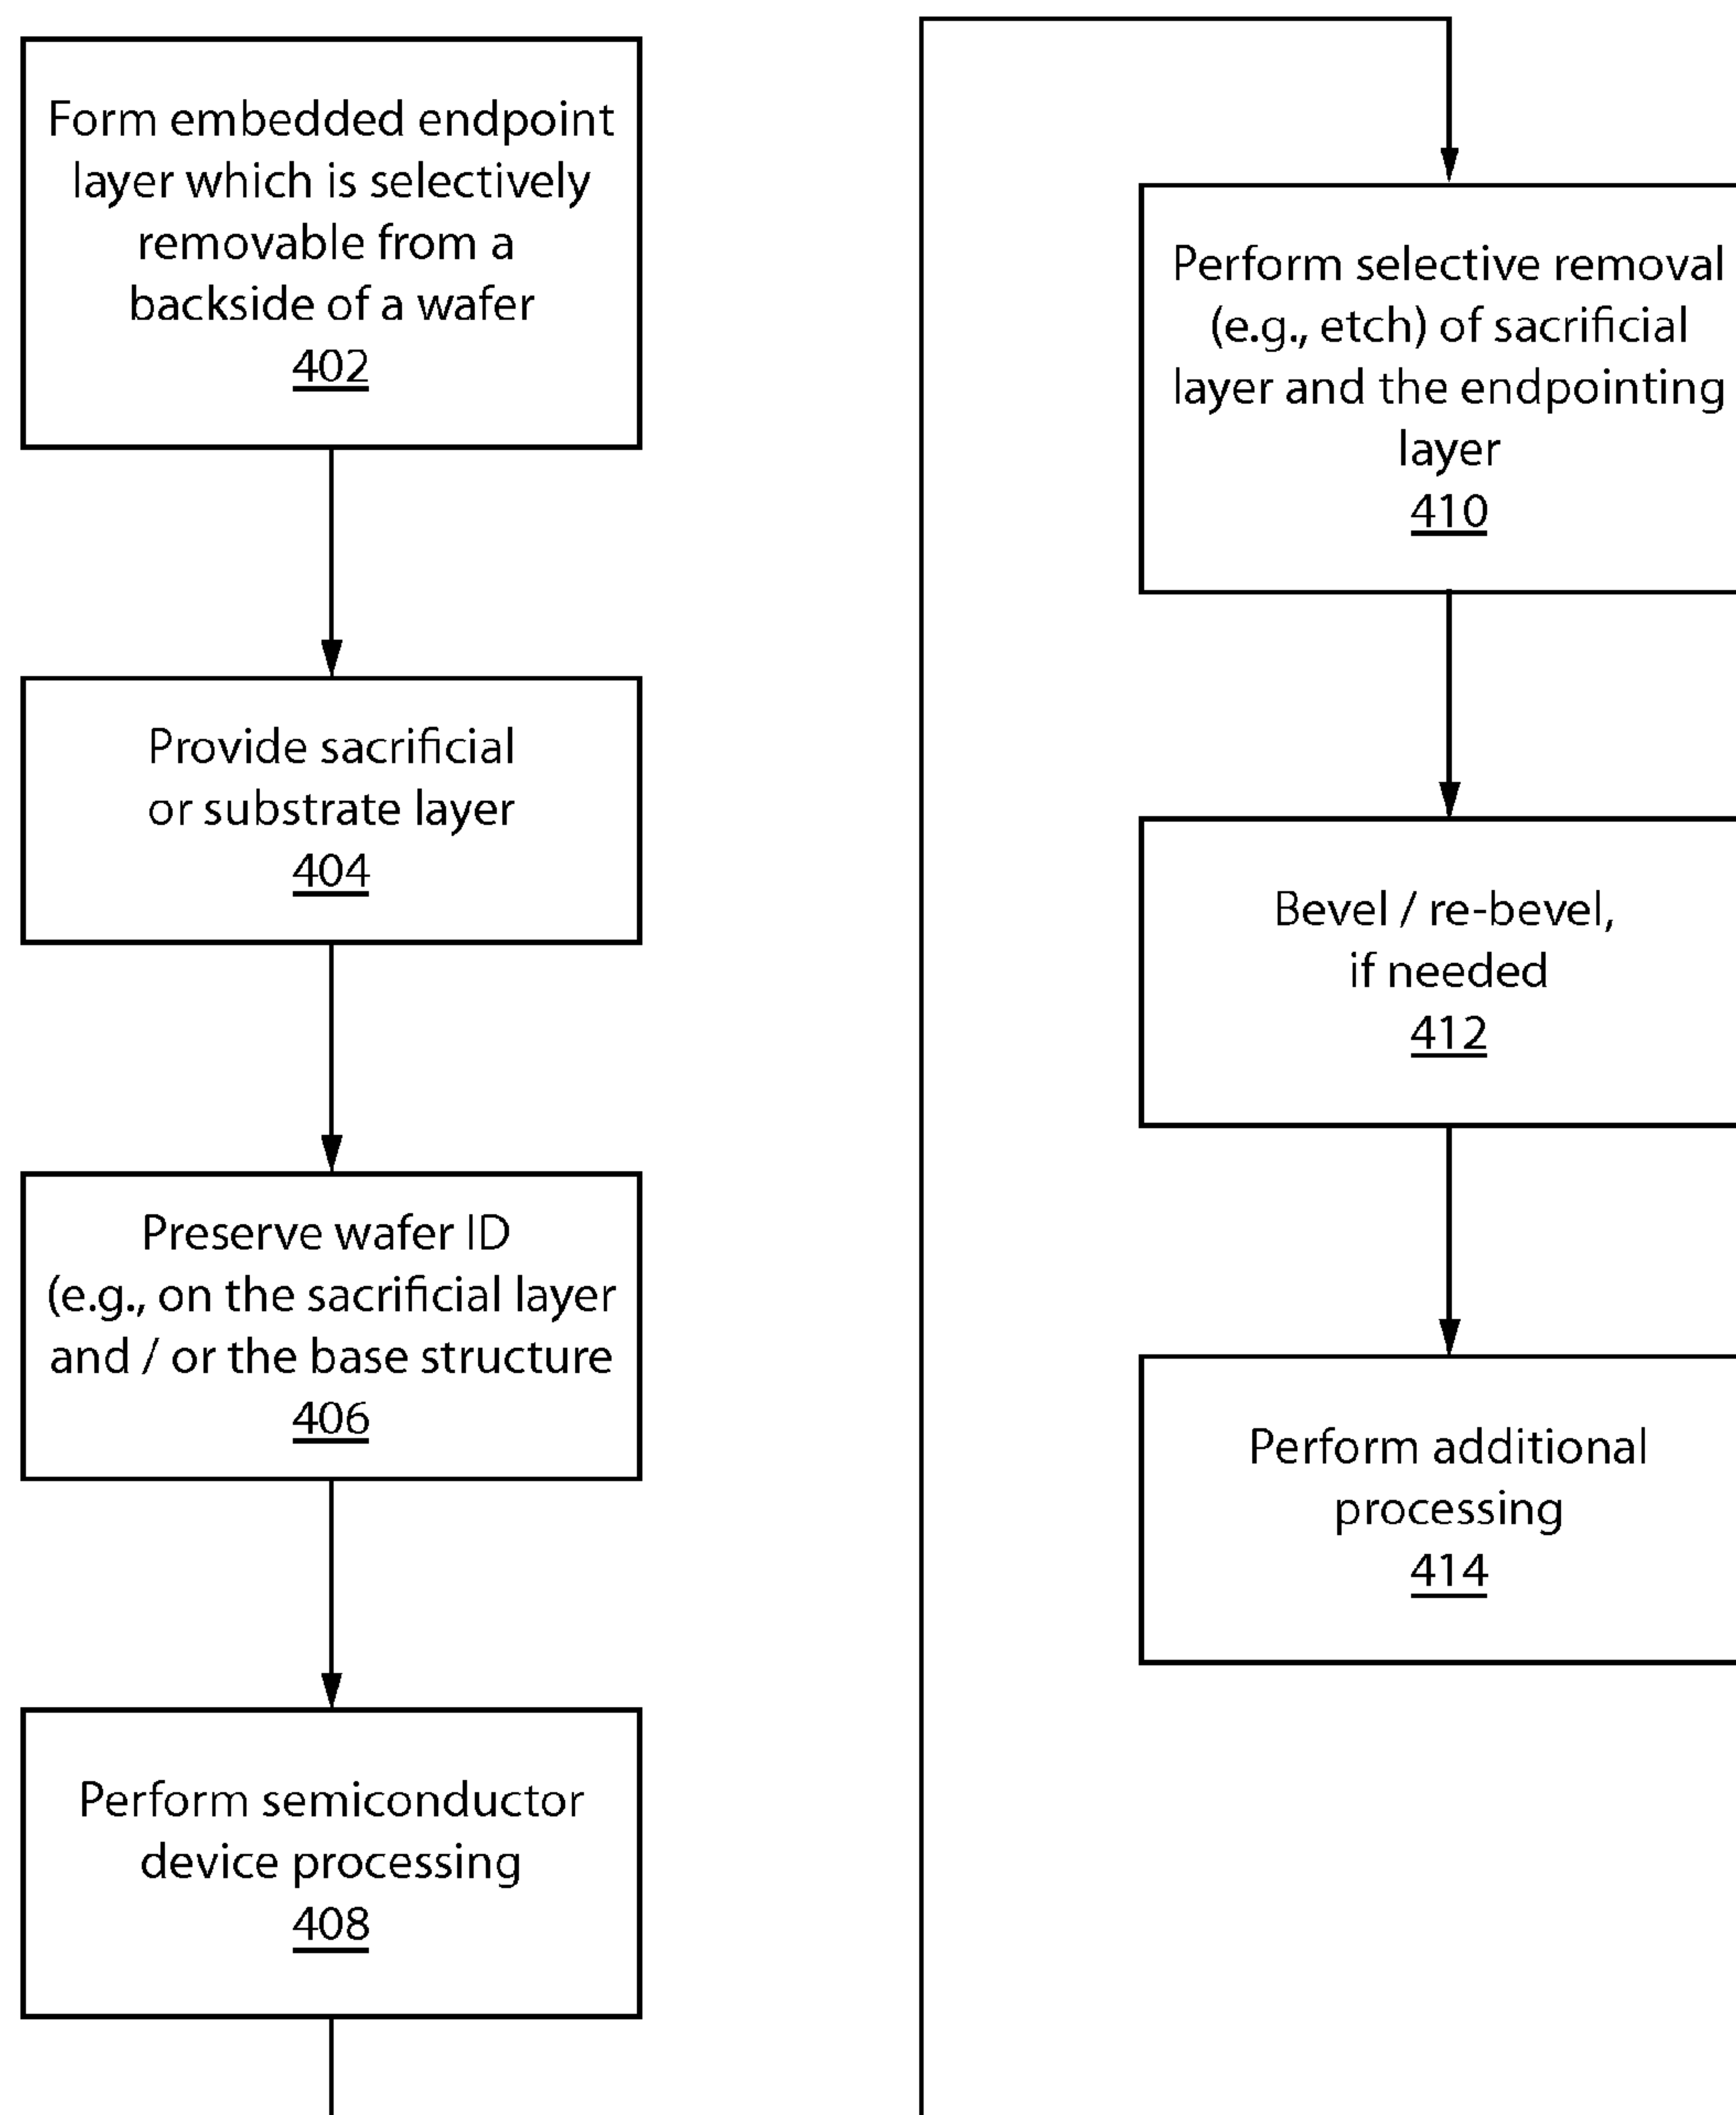 Form embedded endpoint
layer which is selectively
removable from a
backside of a wafer
402
Provide sacrificial
or substrate layer
404
Preserve wafer ID
(e.g., on the sacrificial layer
and / or the base structure
406
Perform semiconductor
device processing
408
Perform selective removal
(e.g., etch) of sacrificial
layer and the endpointing
layer
410
Bevel / re-bevel,
if needed
412
Perform additional
processing
414